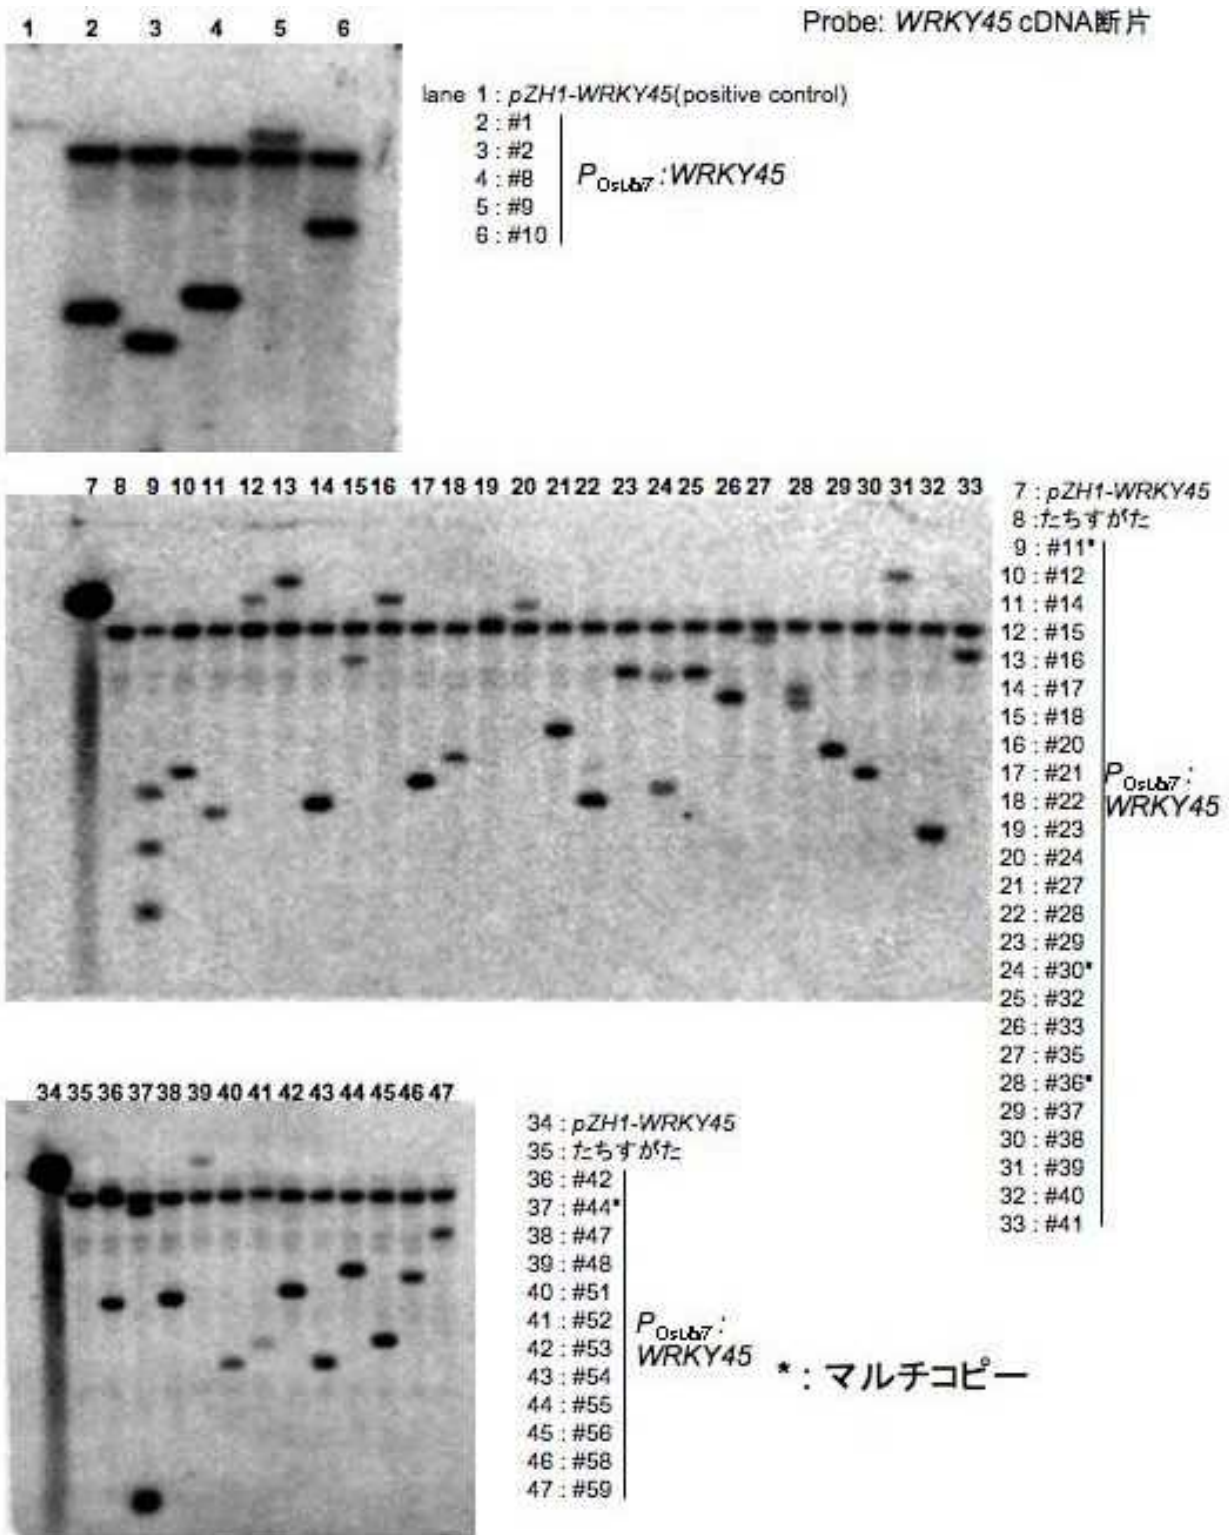 Probe: WRKY45 cDNA断片
1 2 3 4 5 6
lane 1 : pZH1-WRKY45(positive control)
2 : #1
3 : #2
4 : #8
5 : #9
6 : #10
POsUbi7 : WRKY45
7 8 9 10 11 12 13 14 15 16 17 18 19 20 21 22 23 24 25 26 27 28 29 30 31 32 33
7 : pZH1-WRKY45
8 : たちすがた
9 : #11*
10 : #12
11 : #14
12 : #15
13 : #16
14 : #17
15 : #18
16 : #20
17 : #21
18 : #22
19 : #23
20 : #24
21 : #27
22 : #28
23 : #29
24 : #30*
25 : #32
26 : #33
27 : #35
28 : #36*
29 : #37
30 : #38
31 : #39
32 : #40
33 : #41
POsUbi7 :
WRKY45
34 35 36 37 38 39 40 41 42 43 44 45 46 47
34 : pZH1-WRKY45
35 : たちすがた
36 : #42
37 : #44*
38 : #47
39 : #48
40 : #51
41 : #52
42 : #53
43 : #54
44 : #55
45 : #56
46 : #58
47 : #59
POsUbi7 :
WRKY45
* : マルチコピー